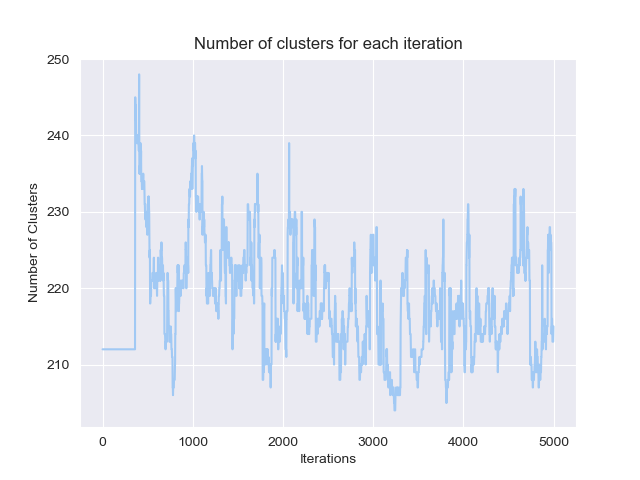 Number of clusters for each iteration
250
240
230
220
210
Number of Clusters
0 1000 2000 3000 4000 5000
Iterations